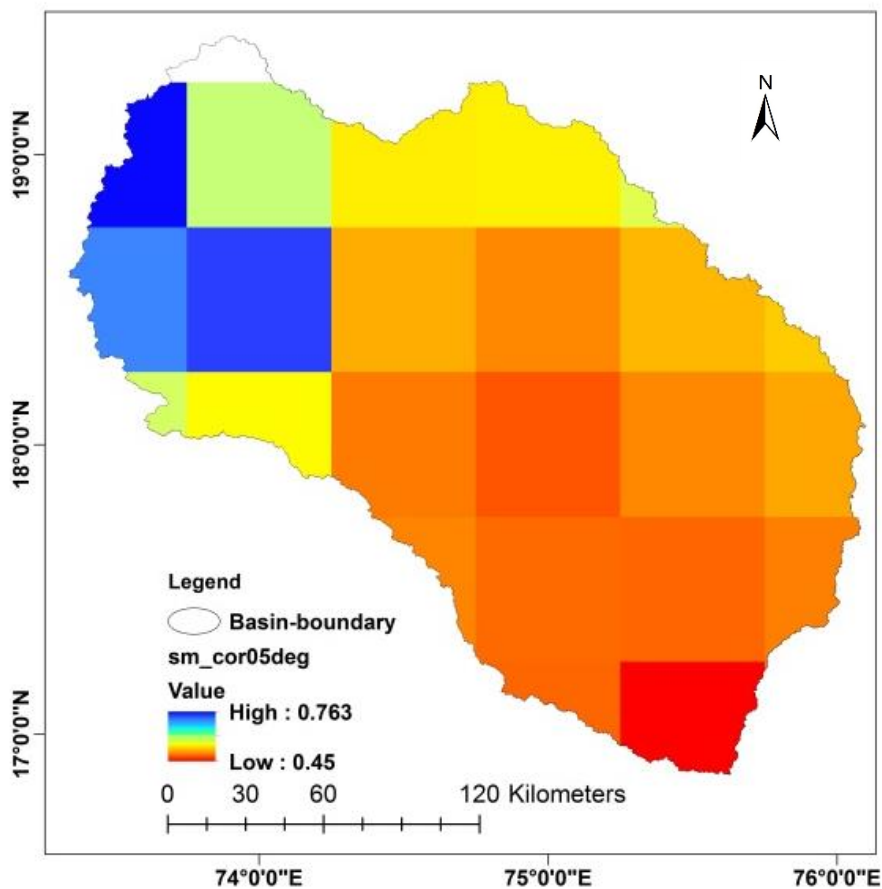 N
19°0'0"N
18°0'0"N
17°0'0"N
Legend
Basin-boundary
sm_cor05deg
Value
High : 0.763
Low : 0.45
0 30 60 120 Kilometers
74°0'0"E 75°0'0"E 76°0'0"E